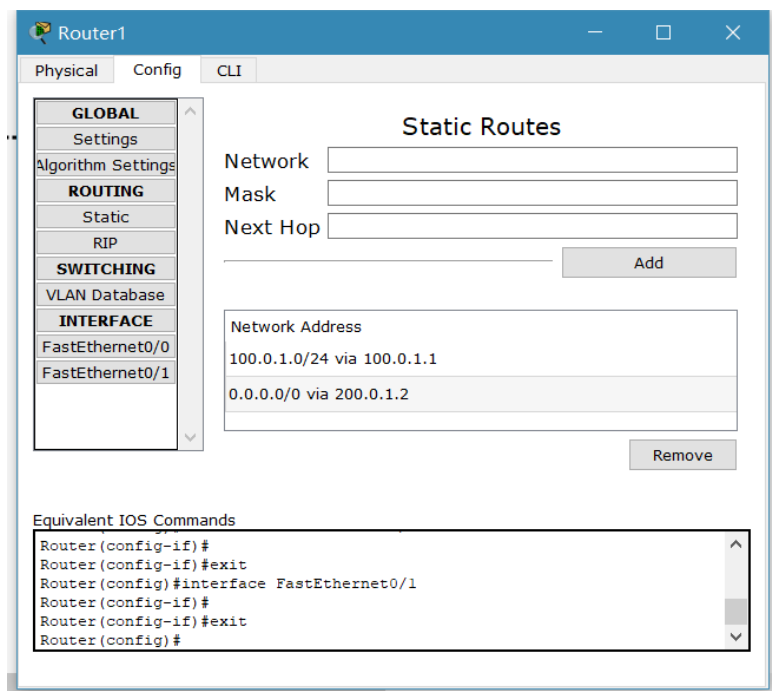 Router1
Physical Config CLI
GLOBAL
Settings
Algorithm Settings
ROUTING
Static
RIP
SWITCHING
VLAN Database
INTERFACE
FastEthernet0/0
FastEthernet0/1
Static Routes
Network
Mask
Next Hop
Add
Network Address
100.0.1.0/24 via 100.0.1.1
0.0.0.0/0 via 200.0.1.2
Remove
Equivalent IOS Commands
Router(config-if)#
Router(config-if)#exit
Router(config)#interface FastEthernet0/1
Router(config-if)#
Router(config-if)#exit
Router(config)#